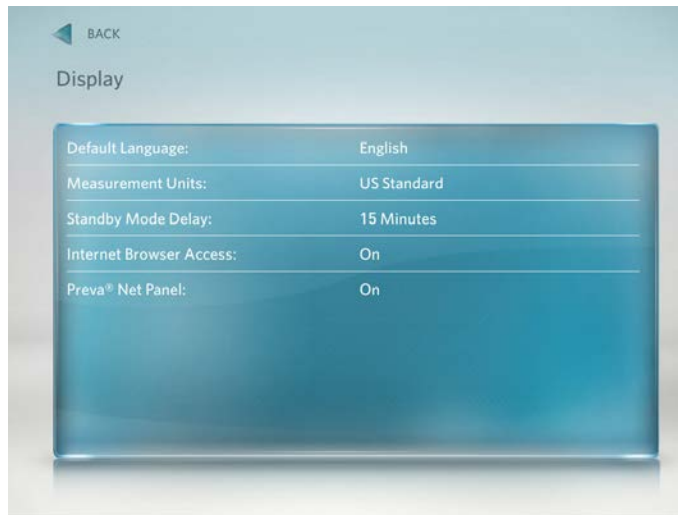 BACK
Display
Default Language: English
Measurement Units: US Standard
Standby Mode Delay: 15 Minutes
Internet Browser Access: On
Preva® Net Panel: On